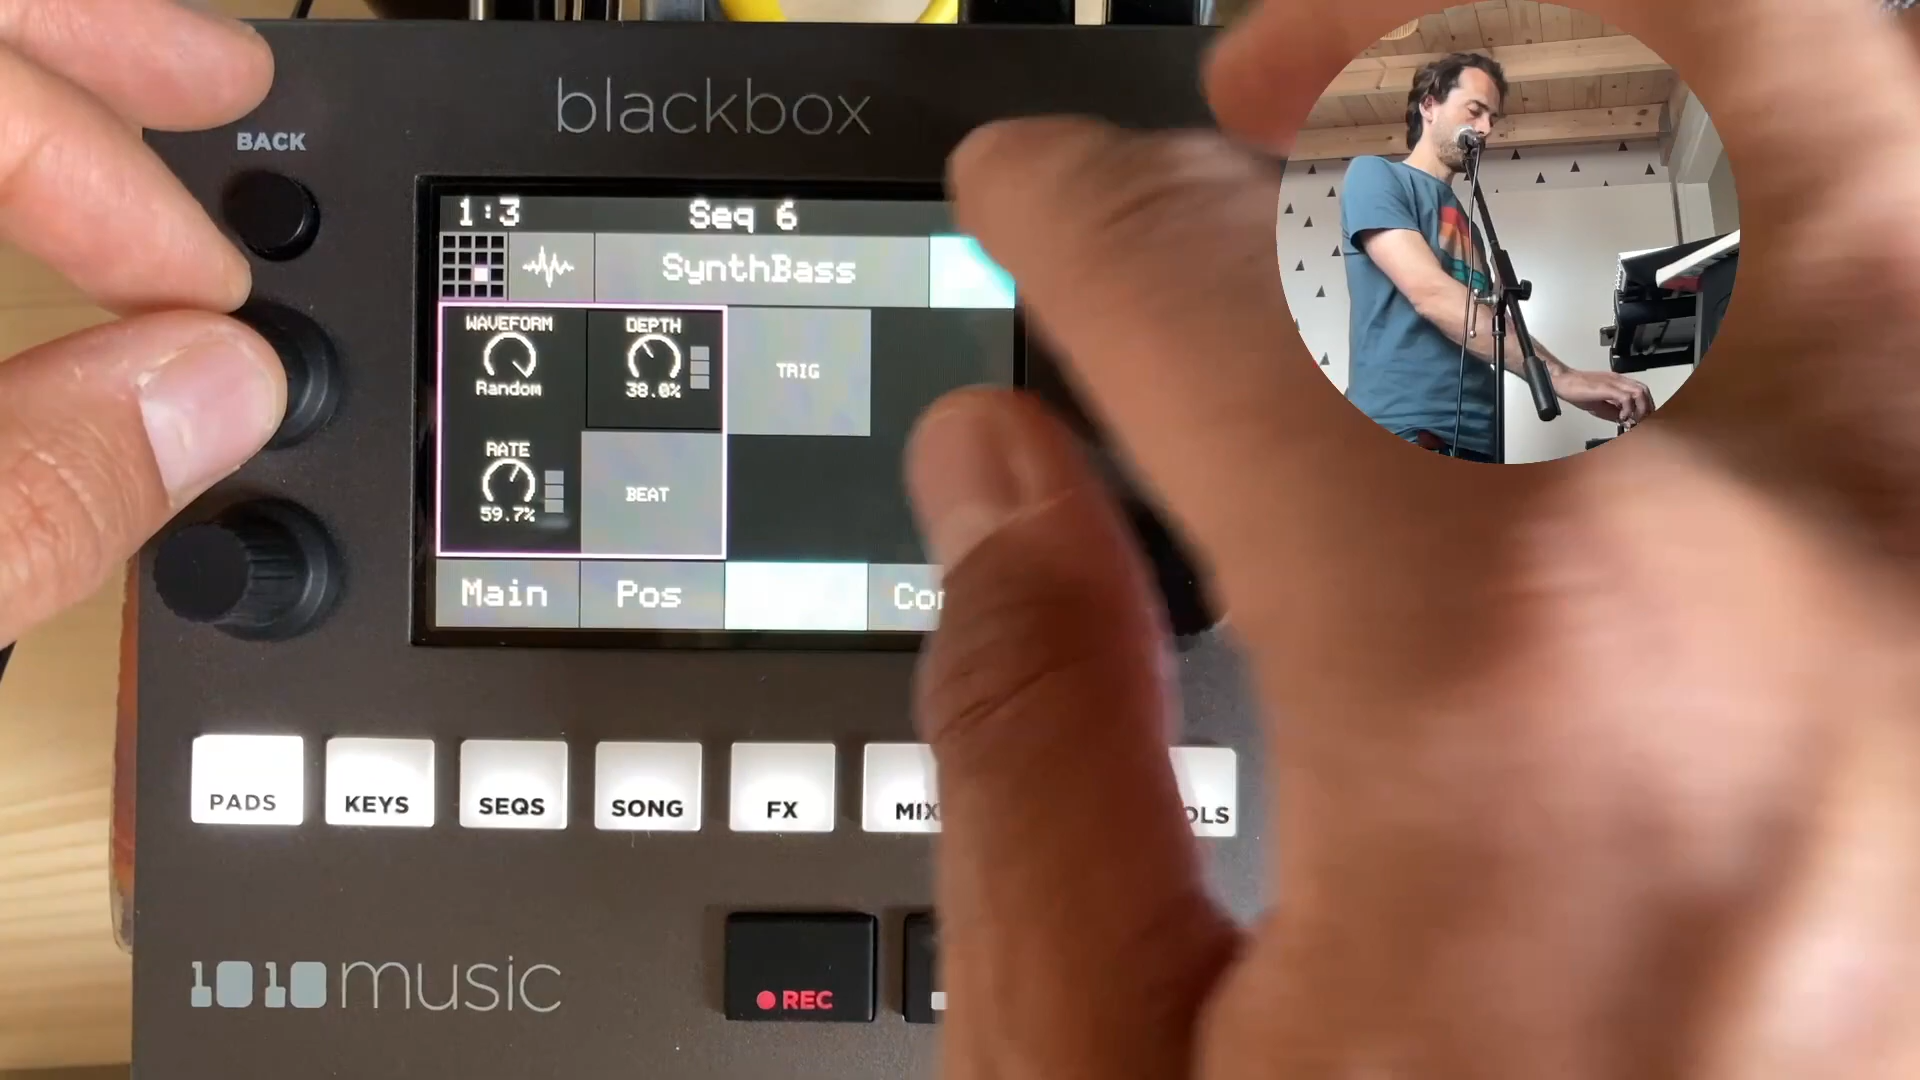 blackbox
BACK
1:3 Seq 6
SynthBass
WAVEFORM
Random
DEPTH
38.0%
TRIG
RATE
59.7%
BEAT
Main Pos
PADS KEYS SEQS SONG FX
1010music
REC